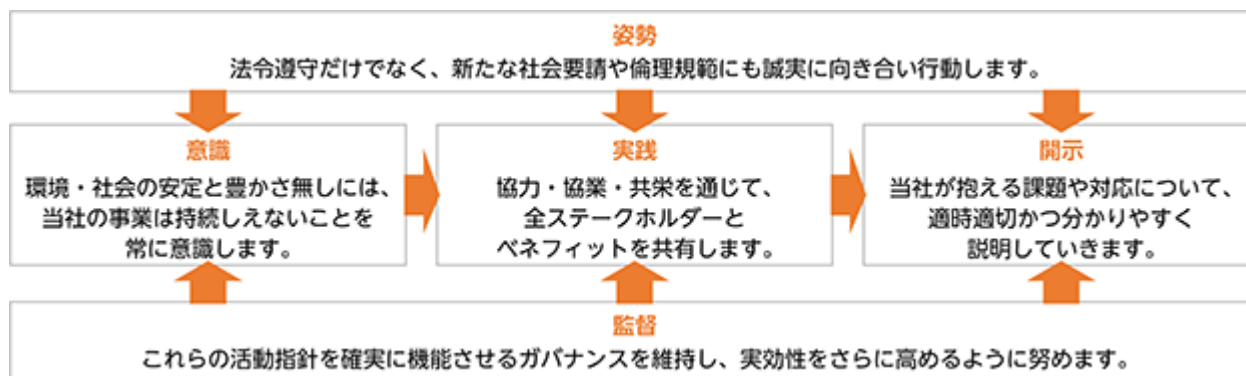 姿勢
法令遵守だけでなく、新たな社会要請や倫理規範にも誠実に向き合い行動します。
意識
環境・社会の安定と豊かさ無しには、
当社の事業は持続しえないことを
常に意識します。
実践
協力・協業・共栄を通じて、
全ステークホルダーと
ベネフィットを共有します。
開示
当社が抱える課題や対応について、
適時適切かつ分かりやすく
説明していきます。
監督
これらの活動指針を確実に機能させるガバナンスを維持し、実効性をさらに高めるように努めます。